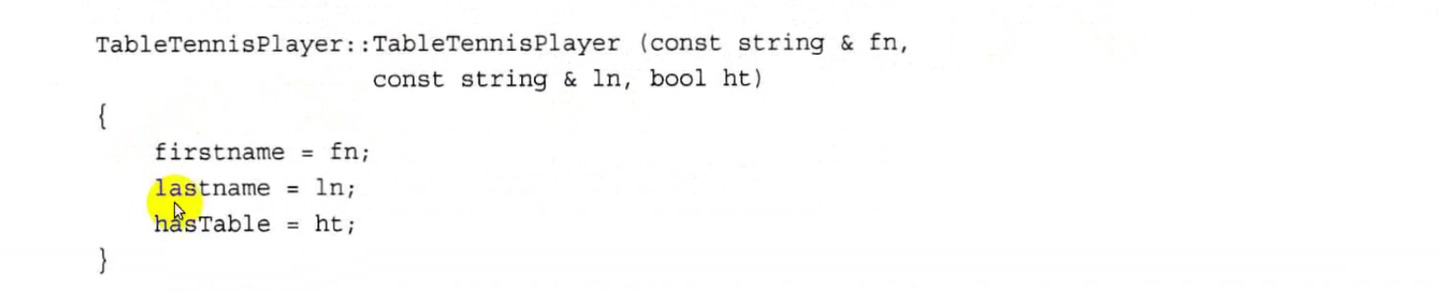 TableTennisPlayer::TableTennisPlayer (const string & fn,
const string & ln, bool ht)
{
firstname = fn;
lastname = ln;
hasTable = ht;
}